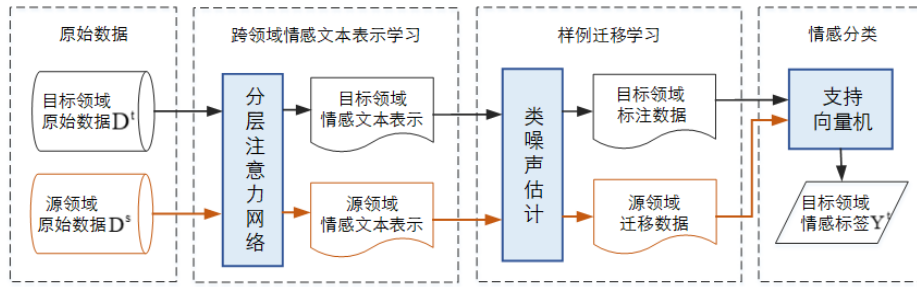 原始数据
目标领域
原始数据D^t
源领域
原始数据D^s
跨领域情感文本表示学习
分层注意力网络
目标领域
情感文本表示
源领域
情感文本表示
样例迁移学习
类噪声估计
目标领域
标注数据
源领域
迁移数据
情感分类
支持
向量机
目标领域
情感标签Y^t